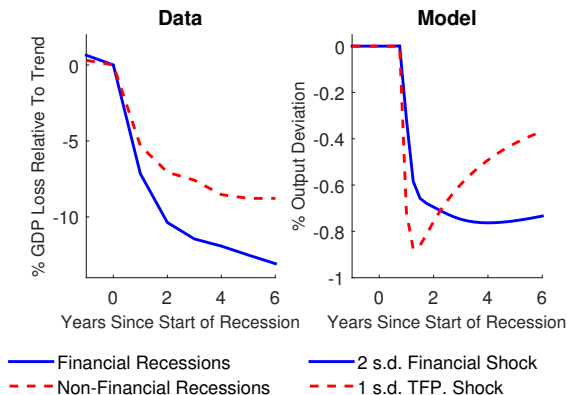 Data
% GDP Loss Relative To Trend
0
-5
-10
0
2
4
6
Years Since Start of Recession
Financial Recessions
Non-Financial Recessions
Model
% Output Deviation
0
-0.2
-0.4
-0.6
-0.8
-1
0
2
4
6
Years Since Start of Recession
2 s.d. Financial Shock
1 s.d. TFP. Shock